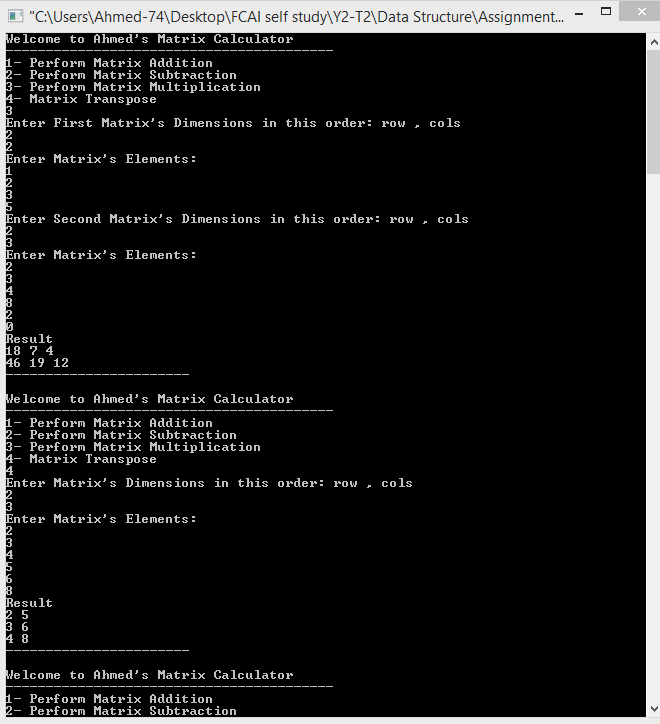 "C:\Users\Ahmed-74\Desktop\FCAI self study\Y2-T2\Data Structure\Assignment...
Welcome to Ahmed's Matrix Calculator
-----------------------------------------
1- Perform Matrix Addition
2- Perform Matrix Subtraction
3- Perform Matrix Multiplication
4- Matrix Transpose
3
Enter First Matrix's Dimensions in this order: row , cols
2
2
Enter Matrix's Elements:
1
2
3
5
Enter Second Matrix's Dimensions in this order: row , cols
2
3
Enter Matrix's Elements:
2
3
4
8
2
0
Result
18 7 4
46 19 12
-----------------------
Welcome to Ahmed's Matrix Calculator
-----------------------------------------
1- Perform Matrix Addition
2- Perform Matrix Subtraction
3- Perform Matrix Multiplication
4- Matrix Transpose
4
Enter Matrix's Dimensions in this order: row , cols
2
3
Enter Matrix's Elements:
2
3
4
5
6
8
Result
2 5
3 6
4 8
-----------------------
Welcome to Ahmed's Matrix Calculator
-----------------------------------------
1- Perform Matrix Addition
2- Perform Matrix Subtraction